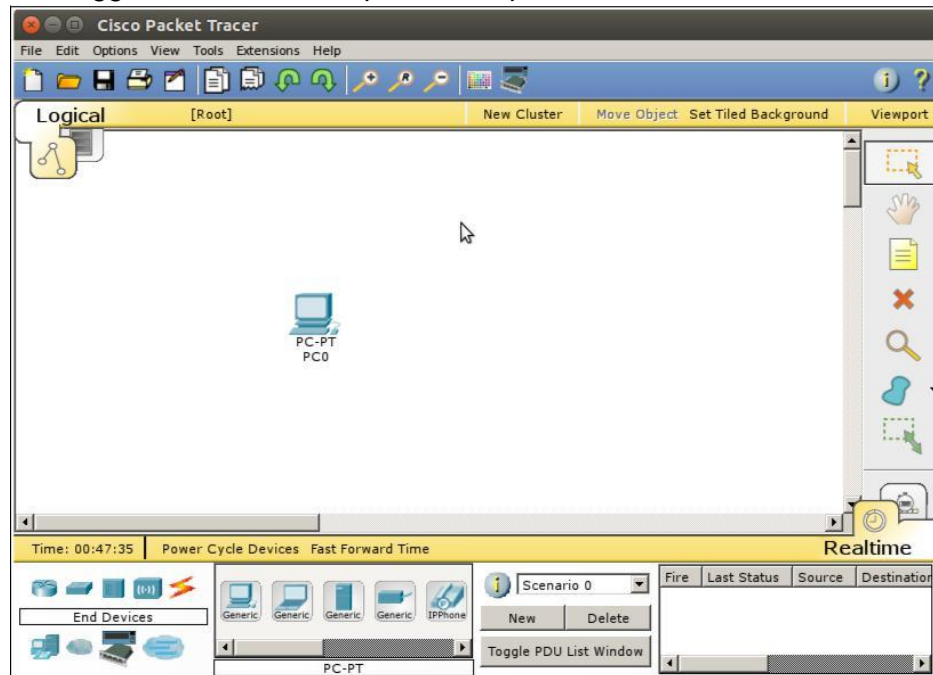 Cisco Packet Tracer
File Edit Options View Tools Extensions Help
Logical [Root] New Cluster Move Object Set Tiled Background Viewport
PC-PT
PC0
Time: 00:47:35 Power Cycle Devices Fast Forward Time Realtime
End Devices
Generic Generic Generic Generic IPPhone
PC-PT
Scenario 0
New Delete
Toggle PDU List Window
Fire Last Status Source Destination